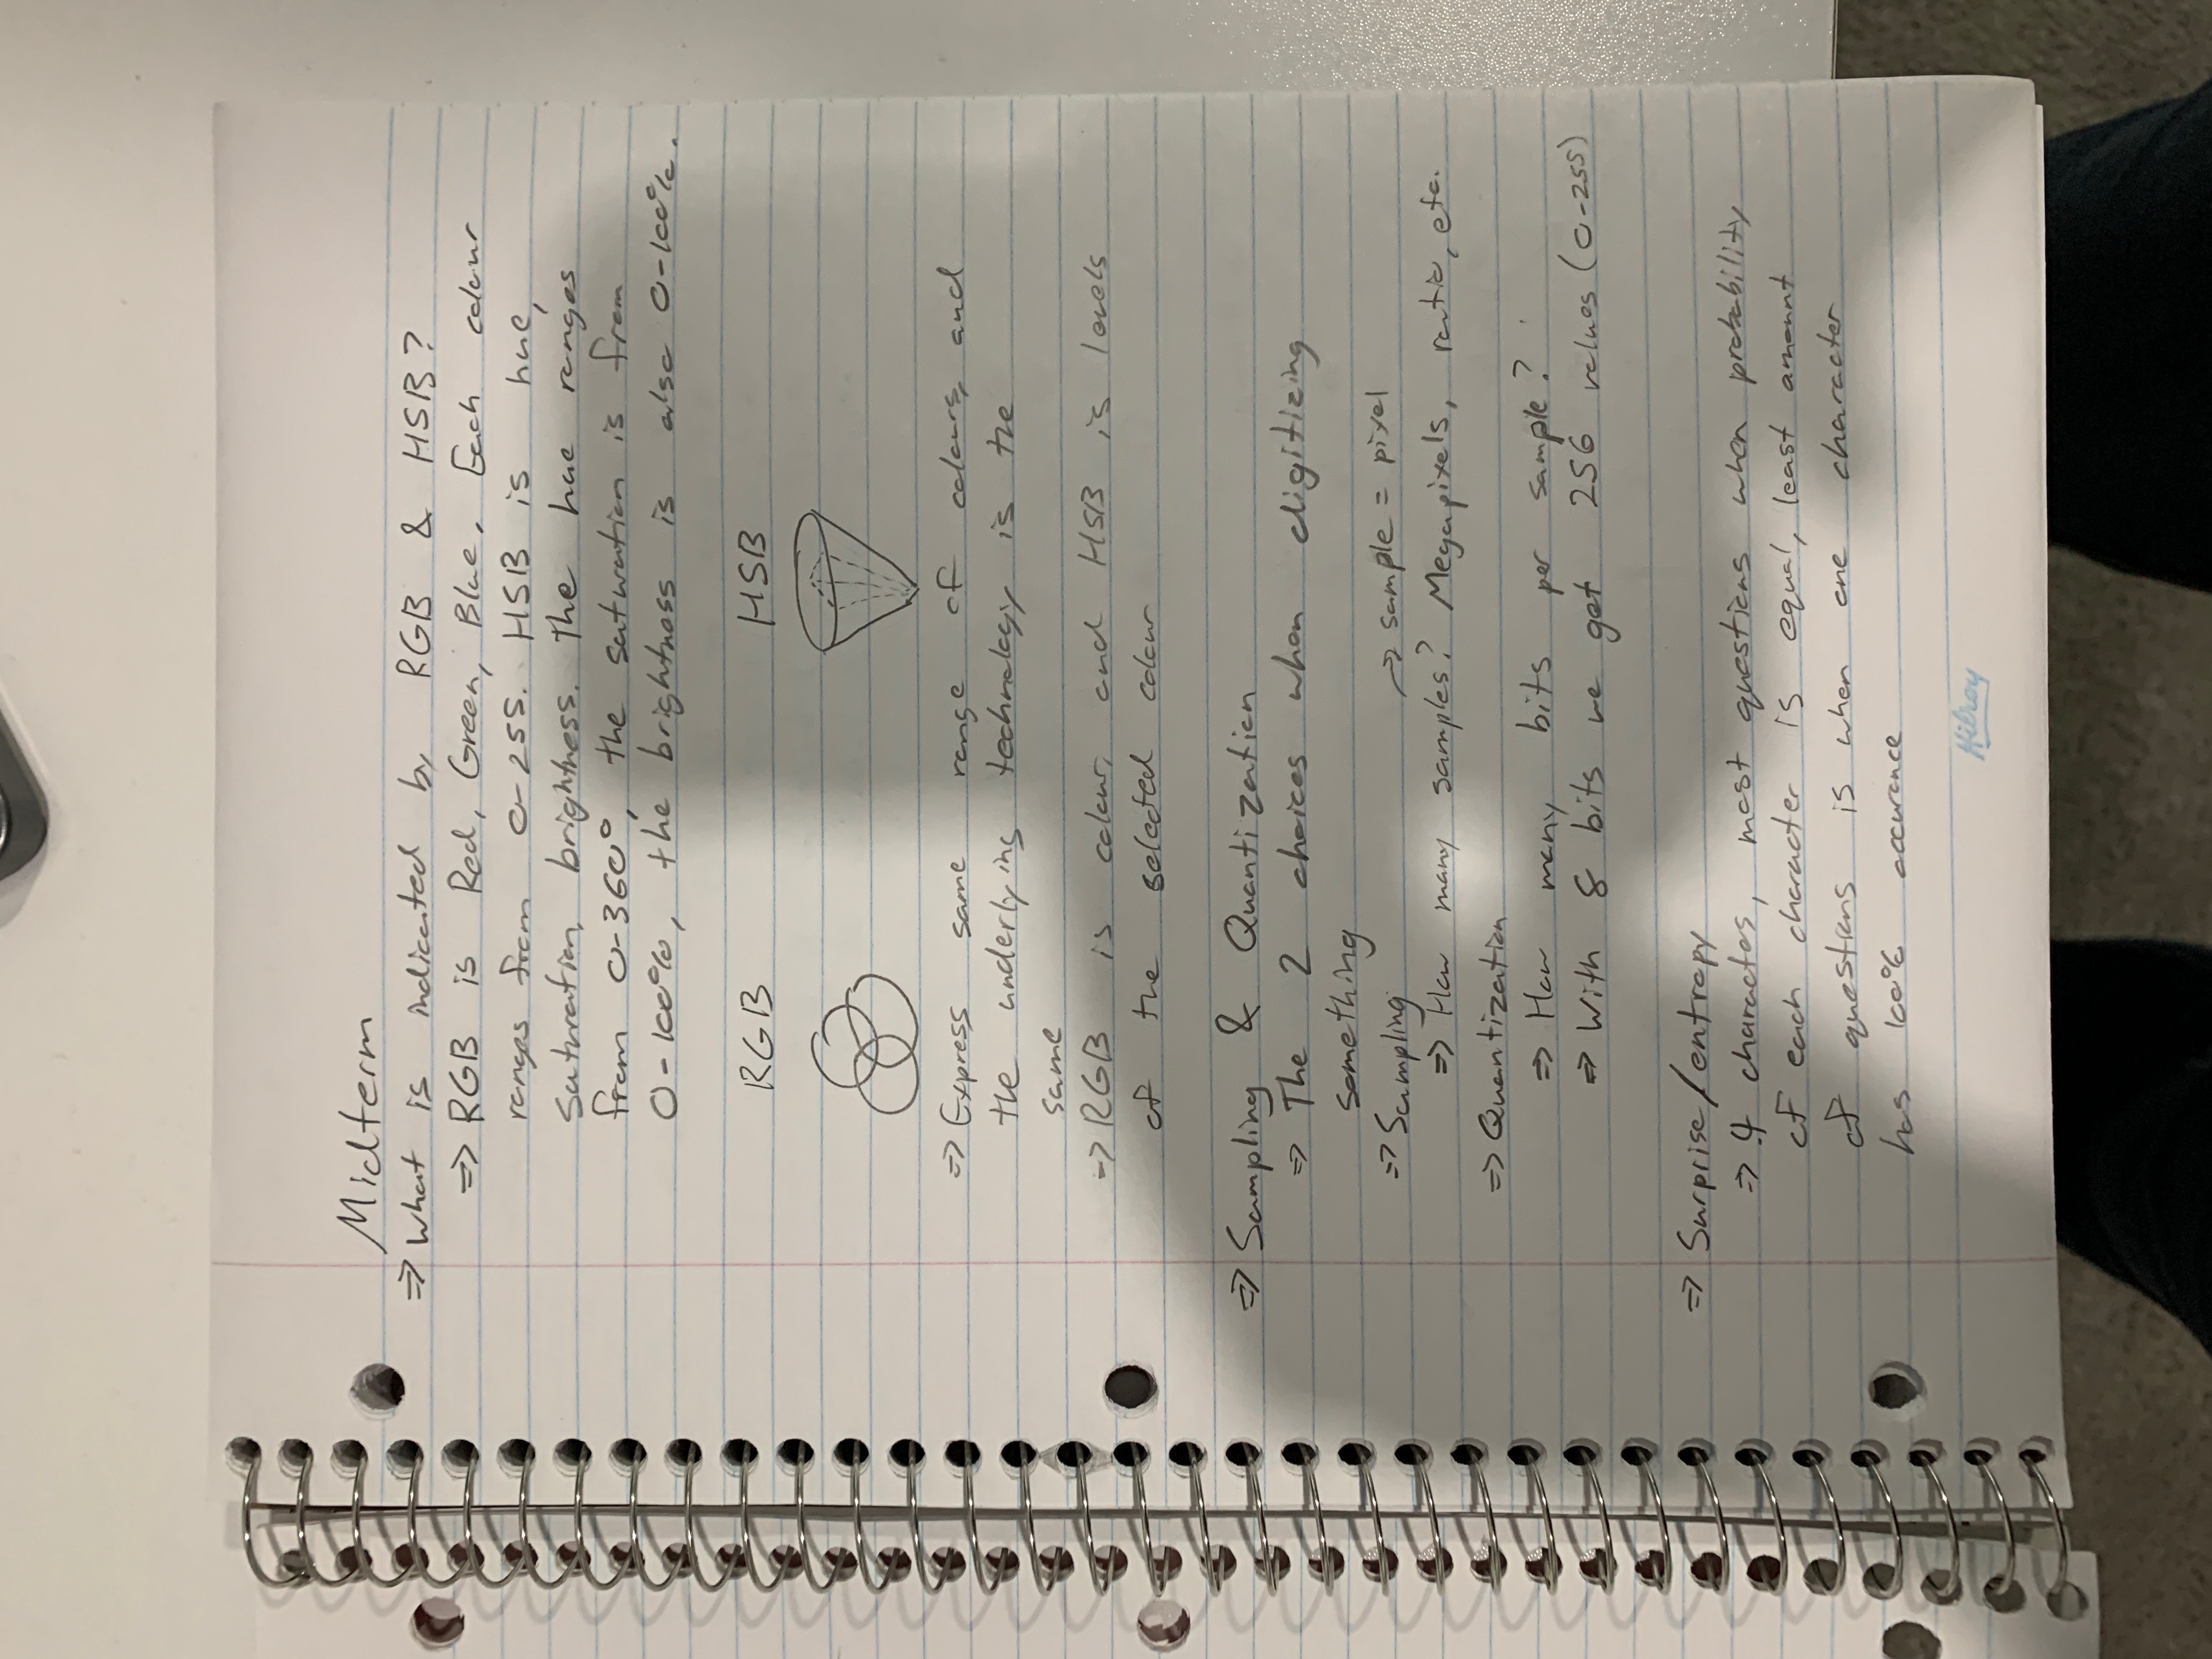 Midterm
⇒ What is indicated by RGB & HSB?
⇒ RGB is Red, Green, Blue. Each colour
ranges from 0-255. HSB is hue,
saturation, brightness. The hue ranges
from 0-360°, the saturation is from
0-100%, the brightness is also 0-100%.
RGB HSB
⇒ Express same range of colours, and
the underlying technology is the
same
⇒ RGB is colour, and HSB is levels
of the selected colour
⇒ Sampling & Quantization
⇒ The 2 choices when digitizing
something
⇒ Sampling
→ sample = pixel
⇒ How many samples? Megapixels, ratio, etc.
⇒ Quantization
⇒ How many bits per sample?
⇒ With 8 bits we get 256 values (0-255)
⇒ Surprise/entropy
⇒ 4 charactos, most questions when probability
of each character is equal, least amount
of questions is when one character
has 100% occurance
Hilroy